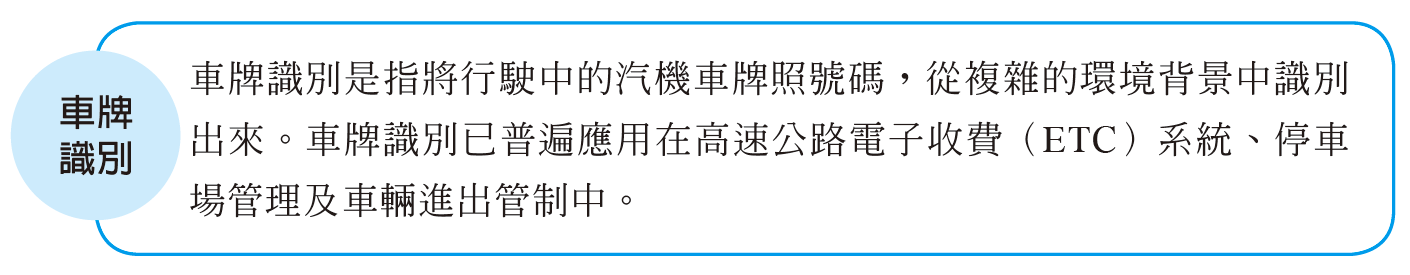 車牌
識別
車牌識別是指將行駛中的汽機車牌照號碼，從複雜的環境背景中識別
出來。車牌識別已普遍應用在高速公路電子收費（ETC）系統、停車
場管理及車輛進出管制中。